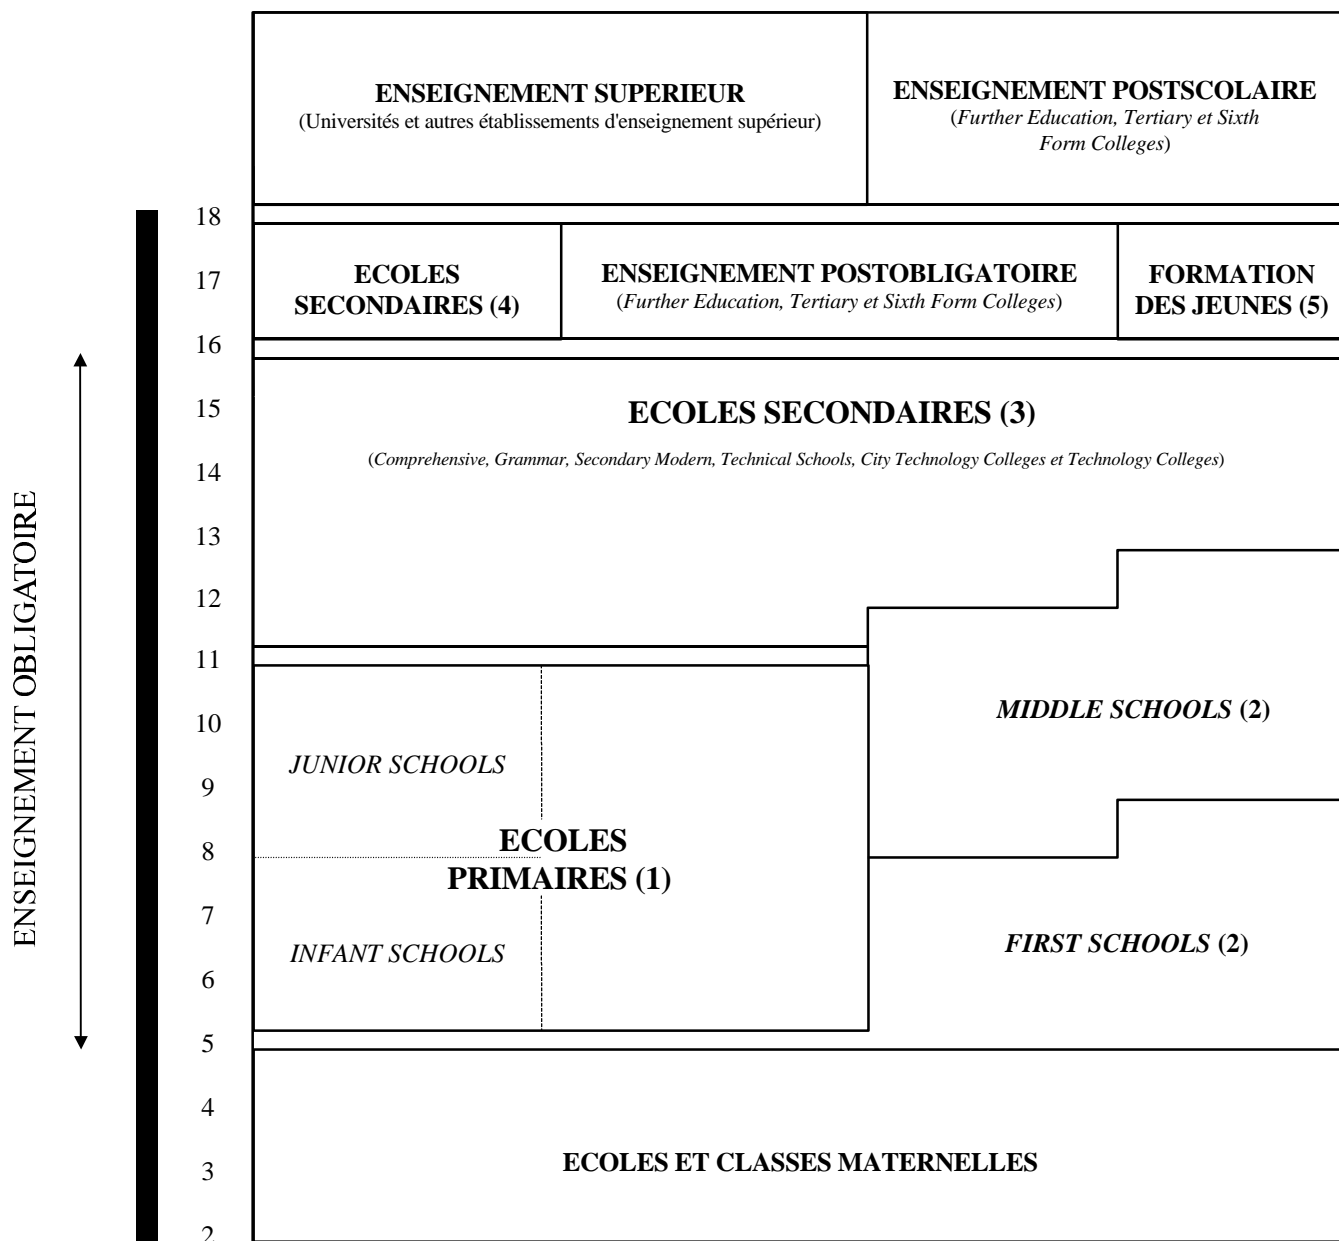 ENSEIGNEMENT SUPERIEUR
(Universités et autres établissements d'enseignement supérieur)
ENSEIGNEMENT POSTSCOLAIRE
(Further Education, Tertiary et Sixth
Form Colleges)
18
17
ECOLES
SECONDAIRES (4)
ENSEIGNEMENT POSTOBLIGATOIRE
(Further Education, Tertiary et Sixth Form Colleges)
FORMATION
DES JEUNES (5)
16
15
ECOLES SECONDAIRES (3)
14
(Comprehensive, Grammar, Secondary Modern, Technical Schools, City Technology Colleges et Technology Colleges)
13
12
11
10
MIDDLE SCHOOLS (2)
JUNIOR SCHOOLS
9
8
ECOLES
PRIMAIRES (1)
7
INFANT SCHOOLS
FIRST SCHOOLS (2)
6
5
4
3
ECOLES ET CLASSES MATERNELLES
2
ENSEIGNEMENT OBLIGATOIRE